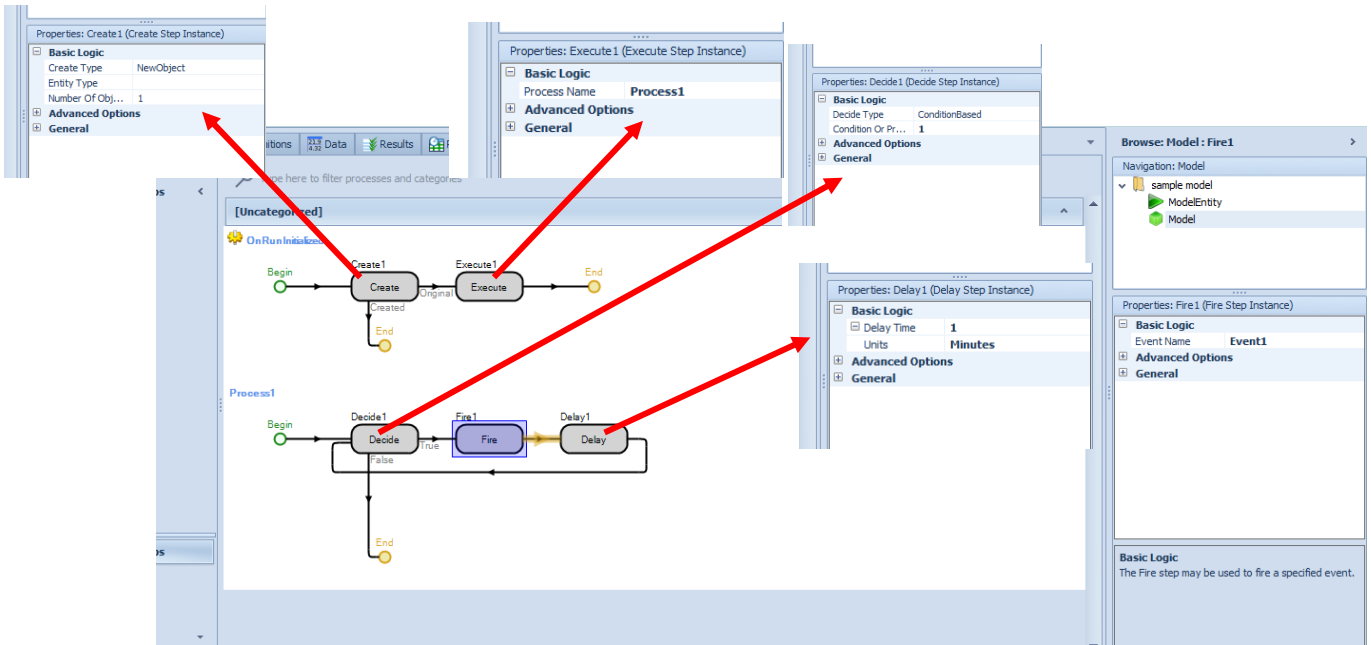 Properties: Create1 (Create Step Instance)
Basic Logic
Create Type NewObject
Entity Type
Number Of Obj... 1
Advanced Options
General
Properties: Execute1 (Execute Step Instance)
Basic Logic
Process Name Process1
Advanced Options
General
Properties: Decide1 (Decide Step Instance)
Basic Logic
Decide Type ConditionBased
Condition Or Pr... 1
Advanced Options
General
itions Data Results
Browse: Model : Fire1
Navigation: Model
sample model
ModelEntity
Model
ype here to filter processes and categories
[Uncategorized]
OnRunInitialized
Begin
Create1
Create
Original
Created
End
Execute1
Execute
End
Properties: Delay1 (Delay Step Instance)
Basic Logic
Delay Time 1
Units Minutes
Advanced Options
General
Properties: Fire1 (Fire Step Instance)
Basic Logic
Event Name Event1
Advanced Options
General
Process1
Begin
Decide1
Decide
True
False
Fire1
Fire
Delay1
Delay
End
Basic Logic
The Fire step may be used to fire a specified event.